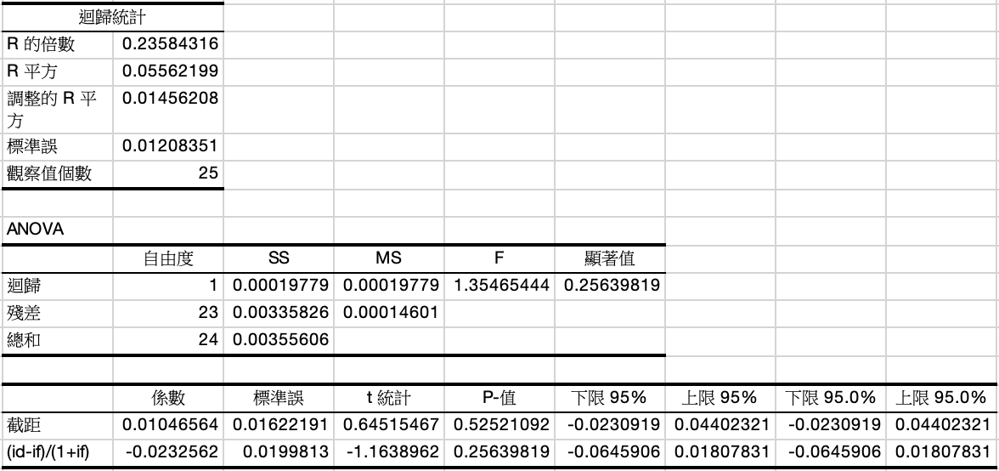 迴歸統計
R 的倍數 0.23584316
R 平方 0.05562199
調整的 R 平
方 0.01456208
標準誤 0.01208351
觀察值個數 25
ANOVA
自由度 SS MS F 顯著值
迴歸 1 0.00019779 0.00019779 1.35465444 0.25639819
殘差 23 0.00335826 0.00014601
總和 24 0.00355606
係數 標準誤 t 統計 P-值 下限 95% 上限 95% 下限 95.0% 上限 95.0%
截距 0.01046564 0.01622191 0.64515467 0.52521092 -0.0230919 0.04402321 -0.0230919 0.04402321
(id-if)/(1+if) -0.0232562 0.0199813 -1.1638962 0.25639819 -0.0645906 0.01807831 -0.0645906 0.01807831